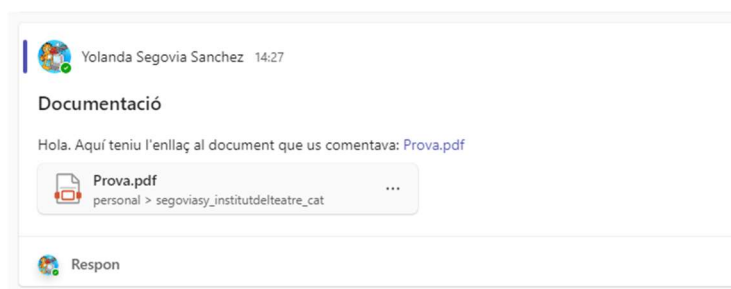 Yolanda Segovia Sanchez 14:27
Documentació
Hola. Aquí teniu l'enllaç al document que us comentava: Prova.pdf
Prova.pdf
personal > segoviasy_institutdelteatre_cat
Respon